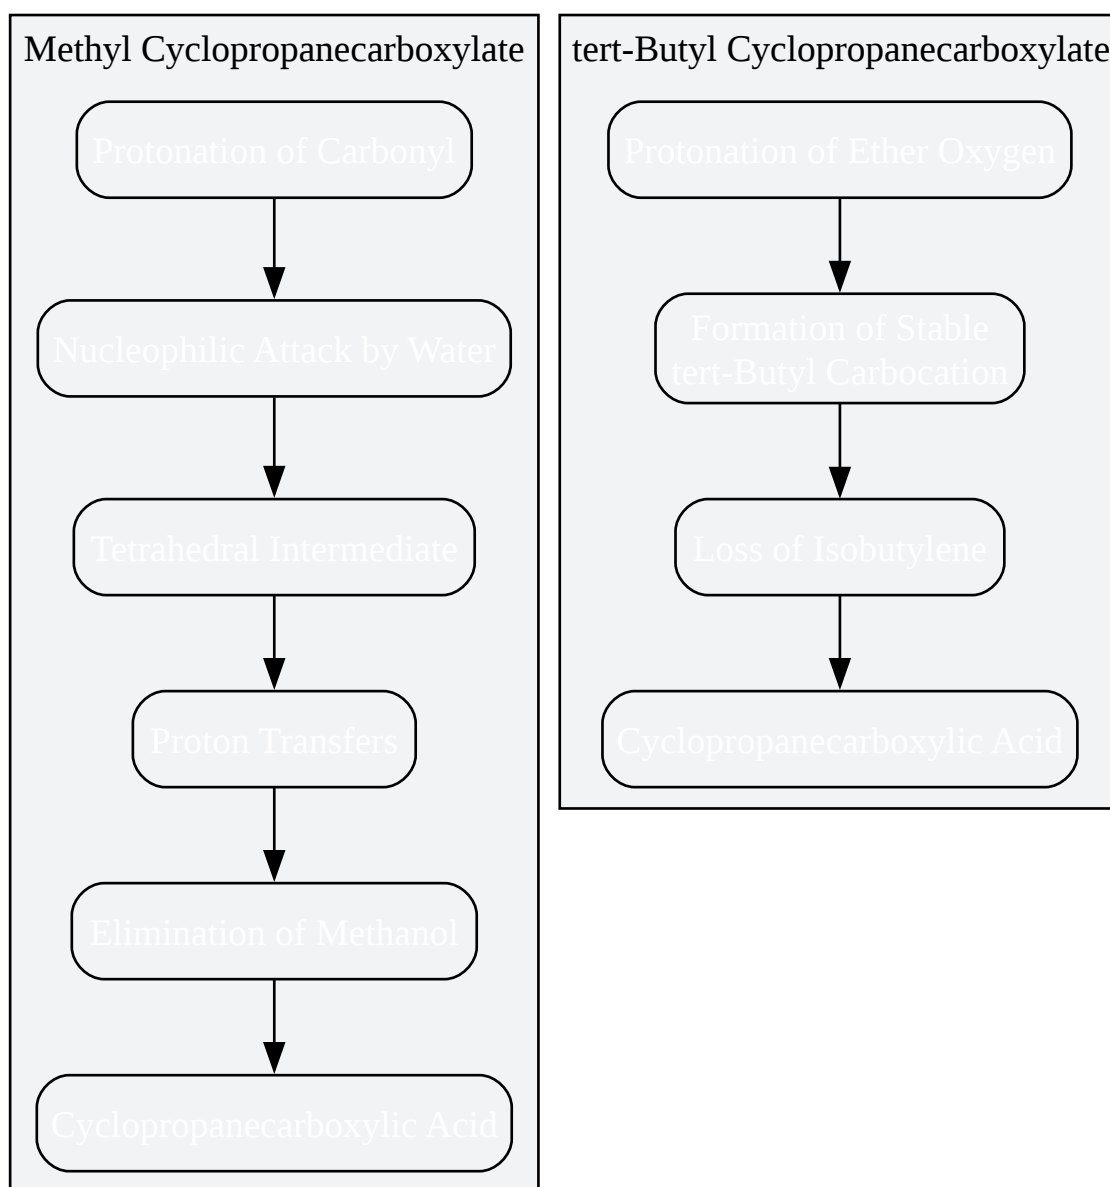 Methyl Cyclopropanecarboxylate
Protonation of Carbonyl
Nucleophilic Attack by Water
Tetrahedral Intermediate
Proton Transfers
Elimination of Methanol
Cyclopropanecarboxylic Acid
tert-Butyl Cyclopropanecarboxylate
Protonation of Ether Oxygen
Formation of Stable
tert-Butyl Carbocation
Loss of Isobutylene
Cyclopropanecarboxylic Acid